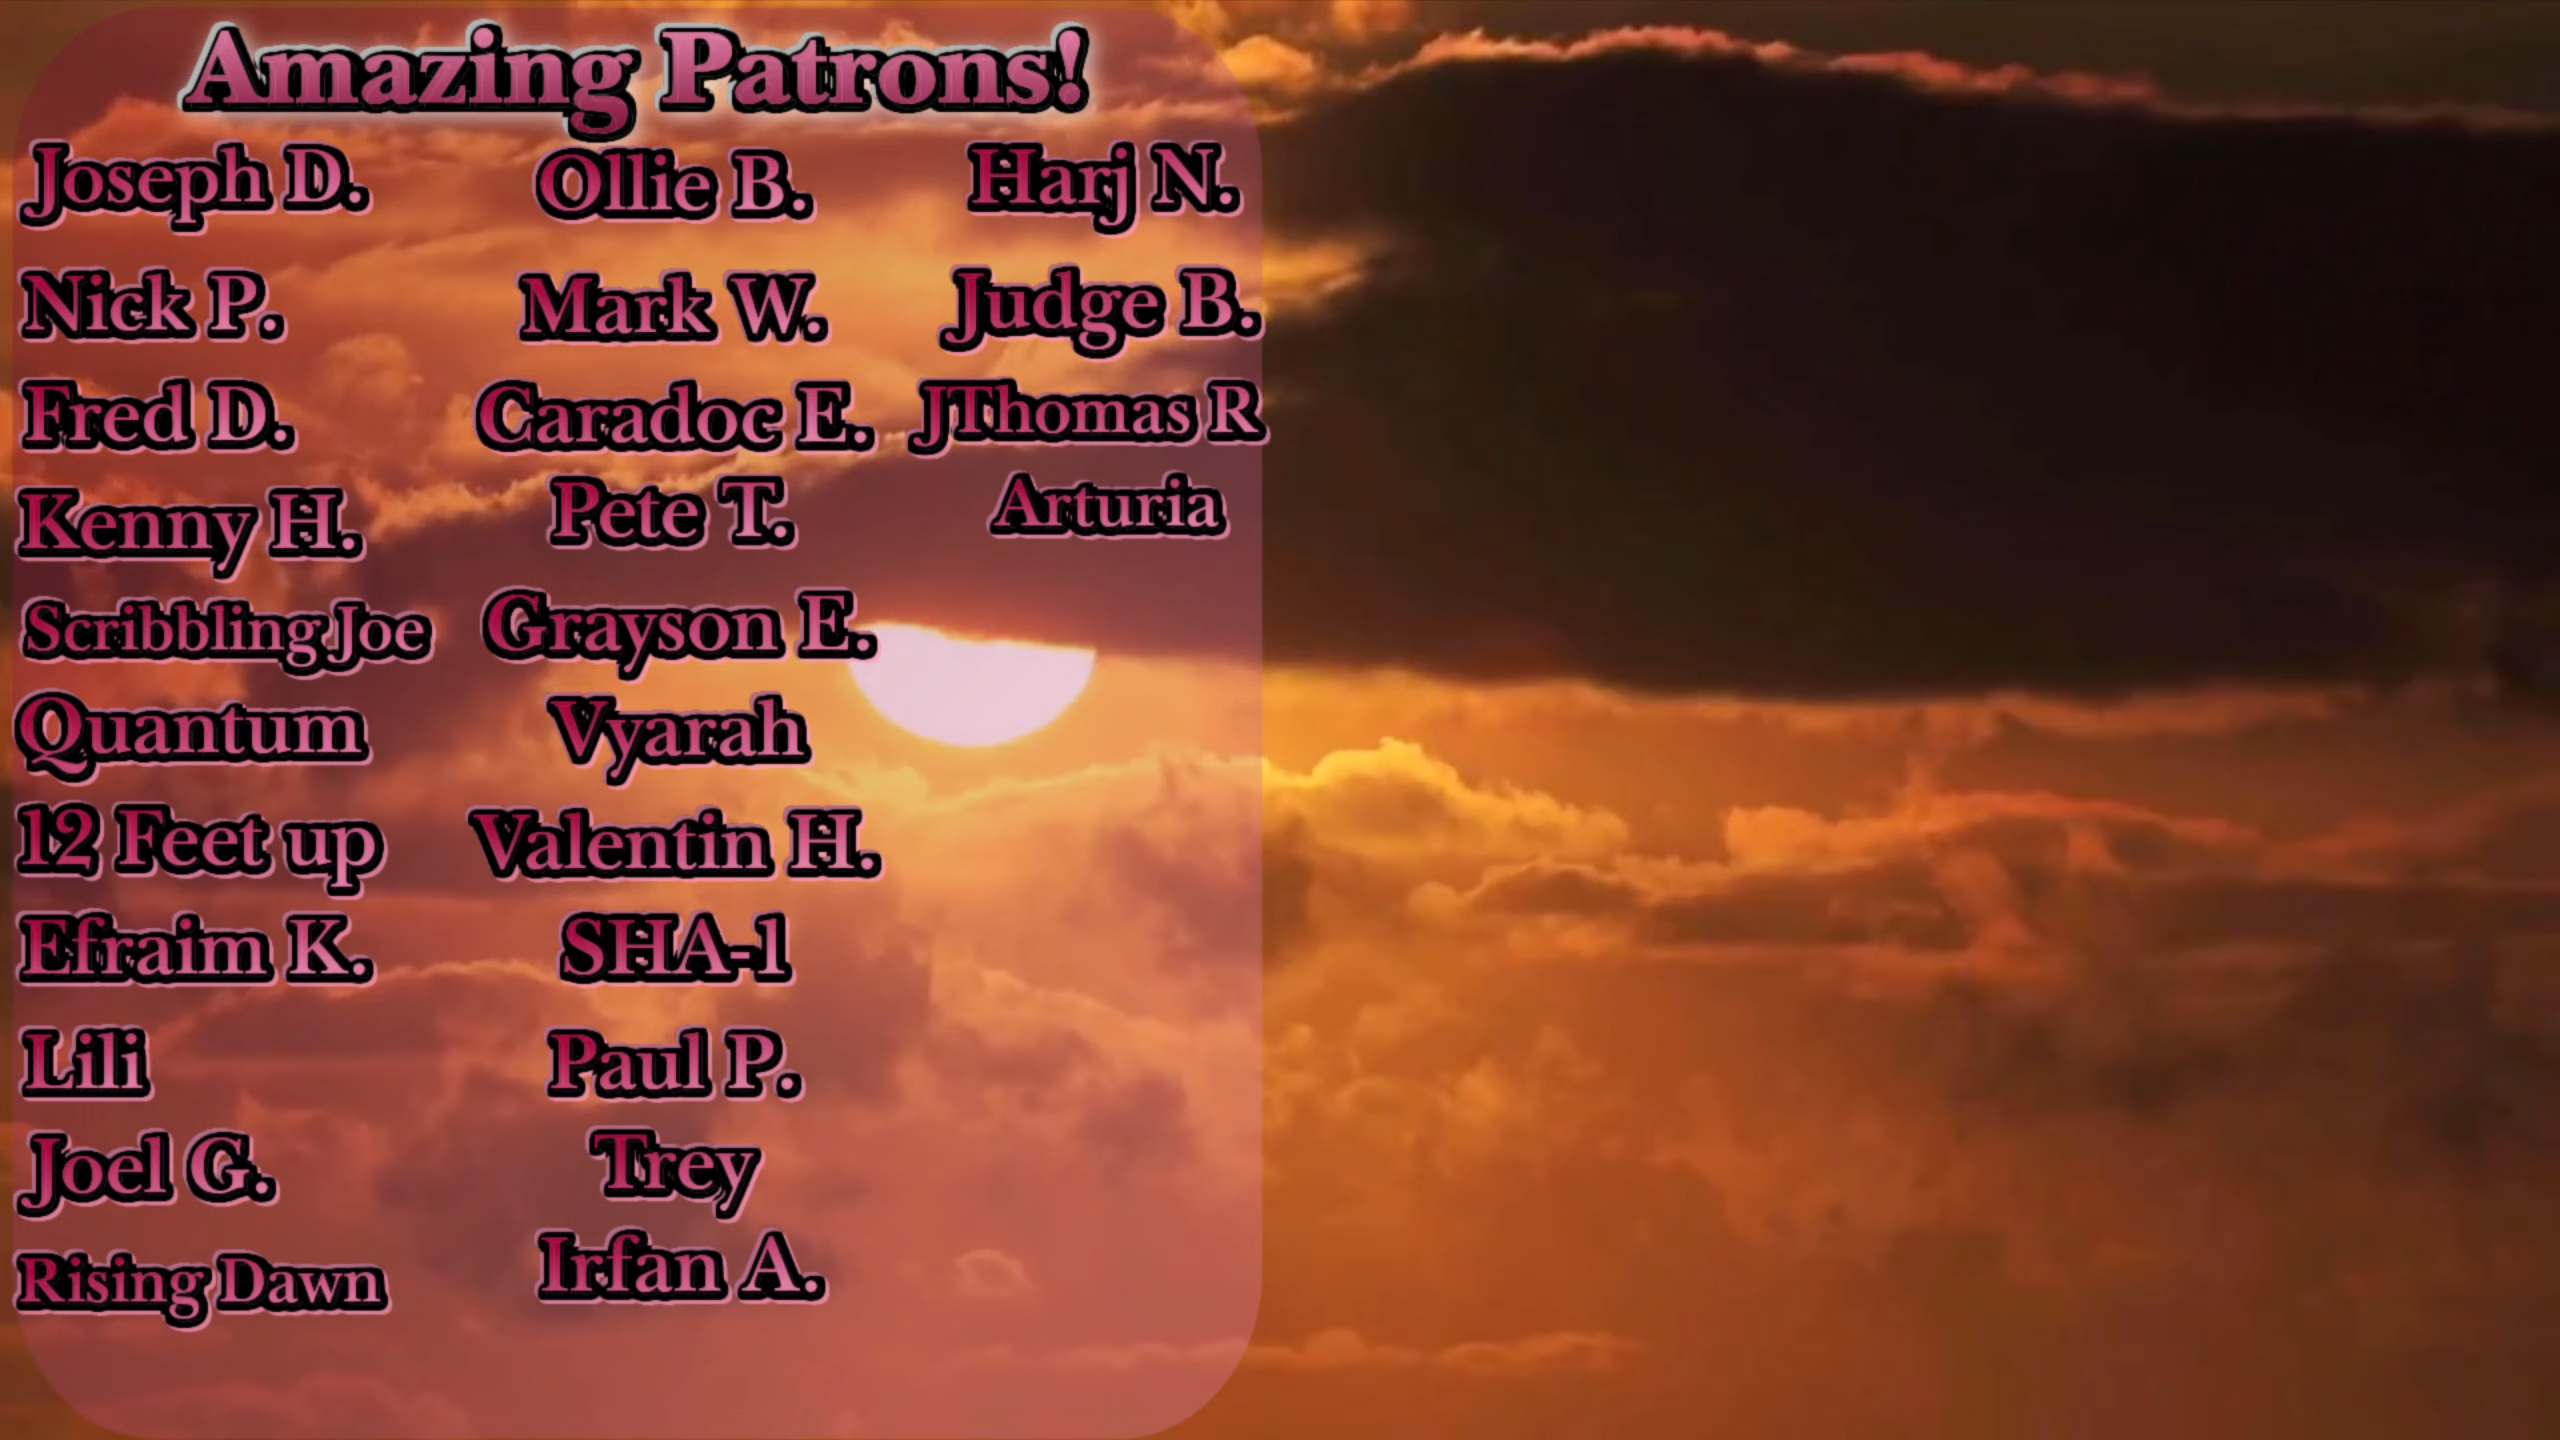 Amazing Patrons!
Joseph D.
Nick P.
Fred D.
Kenny H.
Scribbling Joe
Quantum
12 Feet up
Efraim K.
Lili
Joel G.
Rising Dawn
Ollie B.
Mark W.
Caradoc E.
Pete T.
Grayson E.
Vyarah
Valentin H.
SHA-1
Paul P.
Trey
Irfan A.
Harj N.
Judge B.
JThomas R
Arturia